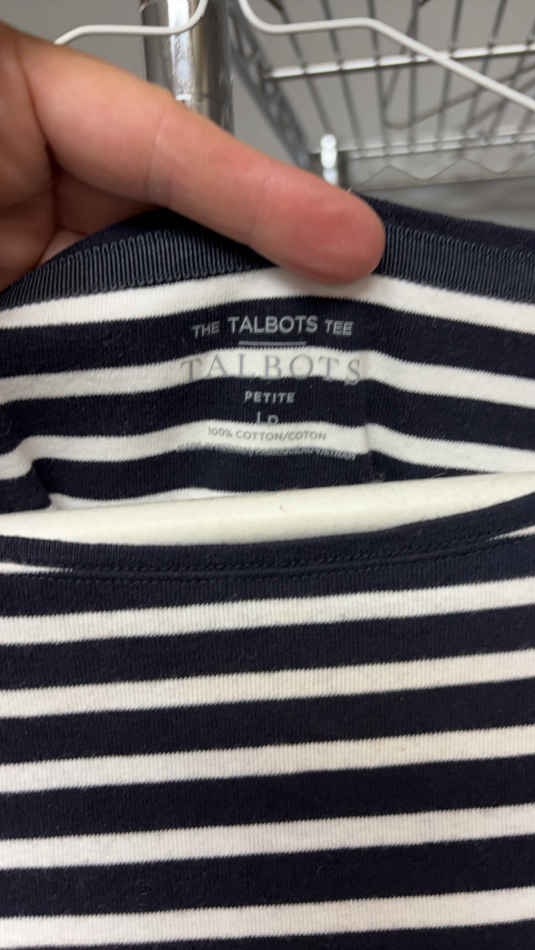 THE TALBOTS TEE
TALBOTS
PETITE
LP
100% COTTON/COTON